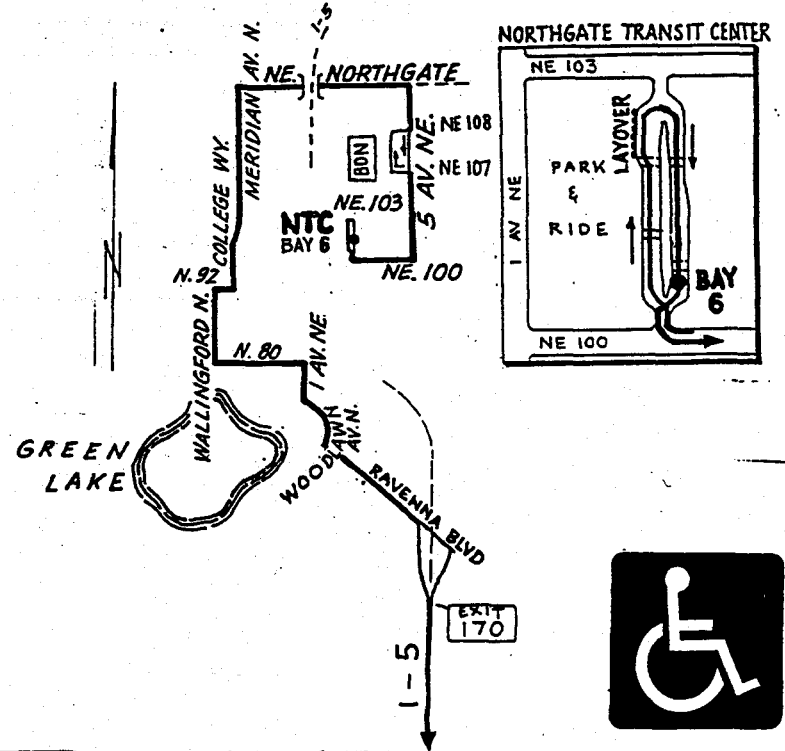 I-5
AV. N.
NE. NORTHGATE
MERIDIAN
COLLEGE WY.
BON
NE 108
NE 107
5 AV. NE.
NE. 103
NTC
BAY 6
NE. 100
N. 92
WALLINGFORD N.
N. 80
1 AV. NE.
WOODLAWN
AV. N.
GREEN
LAKE
RAVENNA BLVD
EXIT
170
I-5
NORTHGATE TRANSIT CENTER
NE 103
LAYOVER
PARK
&
RIDE
1 AV NE
BAY
6
NE 100
N